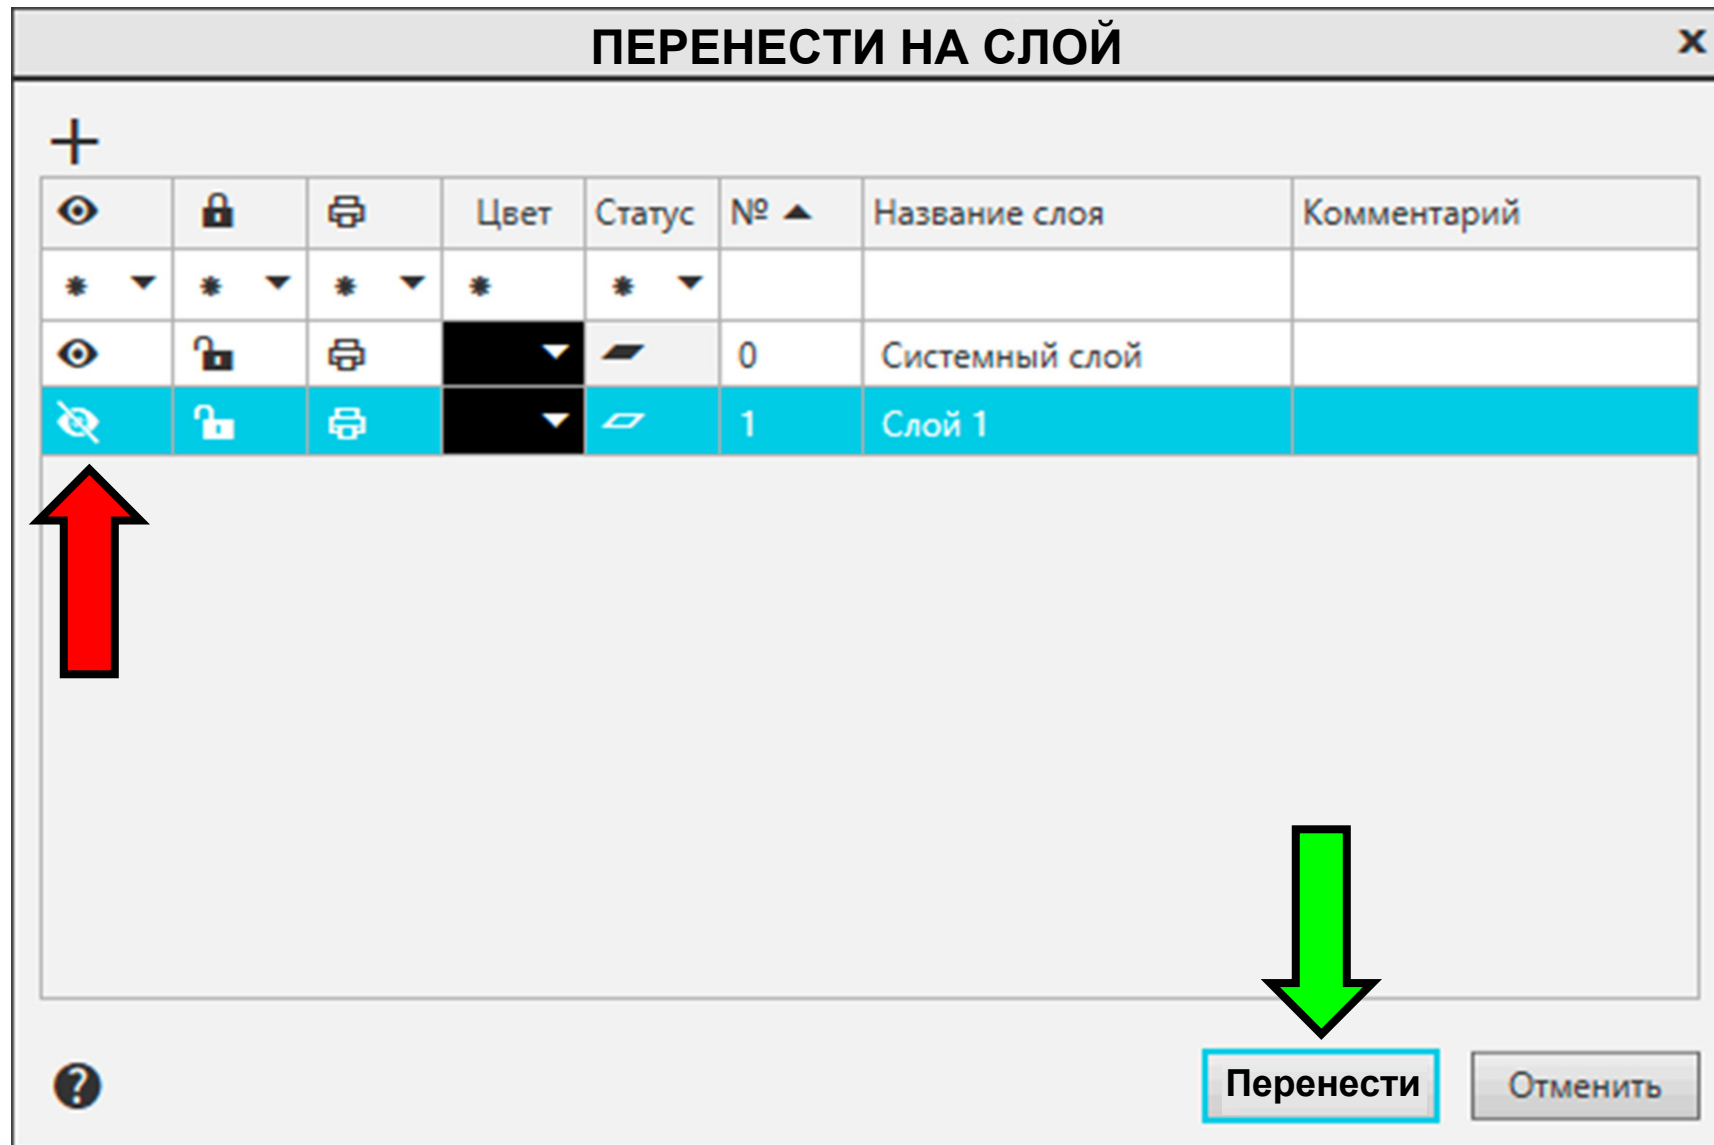 ПЕРЕНЕСТИ НА СЛОЙ
Цвет Статус № Название слоя Комментарий
0 Системный слой
1 Слой 1
Перенести Отменить